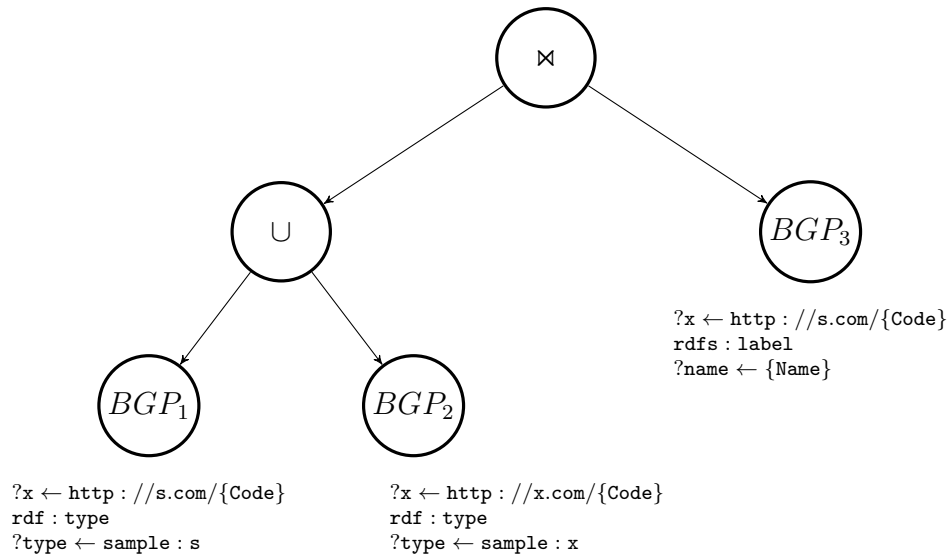 ⋈
∪
BGP₃
?x ← http : //s.com/{Code}
rdfs : label
?name ← {Name}
BGP₁
BGP₂
?x ← http : //s.com/{Code}
rdf : type
?type ← sample : s
?x ← http : //x.com/{Code}
rdf : type
?type ← sample : x